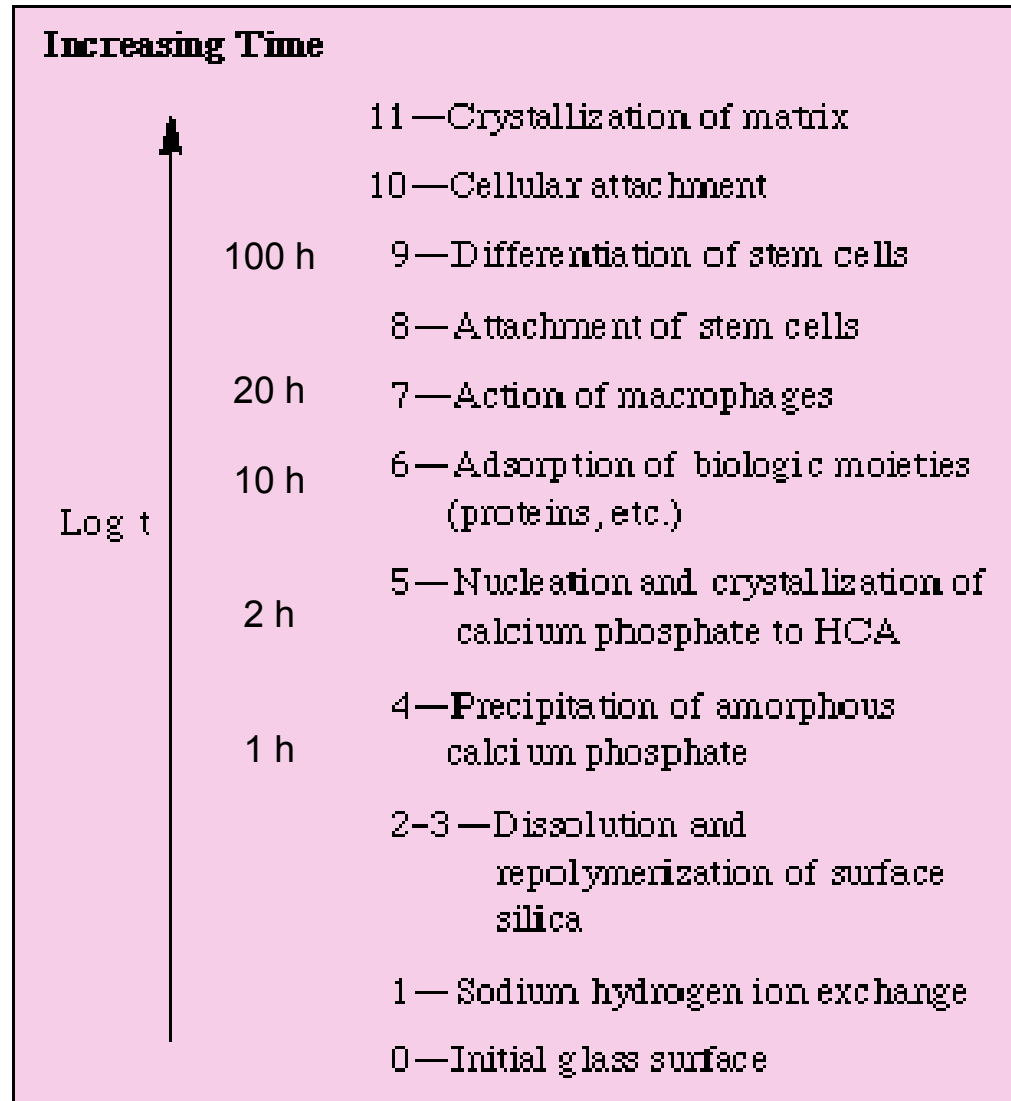 Increasing Time
11—Crystallization of matrix
10—Cellular attachment
100 h
9—Differentiation of stem cells
8—Attachment of stem cells
20 h
7—Action of macrophages
10 h
6—Adsorption of biologic moieties
(proteins, etc.)
Log t
5—Nucleation and crystallization of
calcium phosphate to HCA
2 h
4—Precipitation of amorphous
calcium phosphate
1 h
2-3—Dissolution and
repolymerization of surface
silica
1—Sodium hydrogen ion exchange
0—Initial glass surface